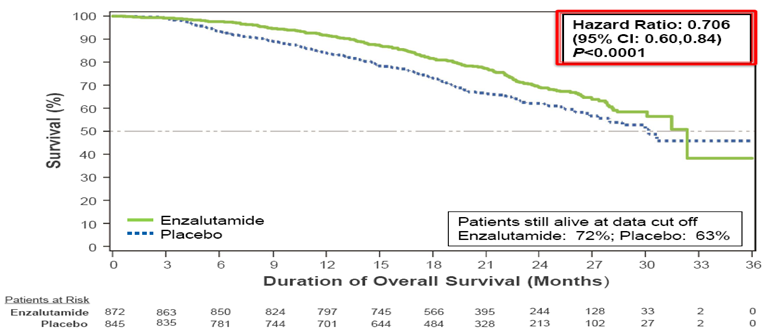 Hazard Ratio: 0.706
(95% CI: 0.60,0.84)
P<0.0001
Survival (%)
100
90
80
70
60
50
40
30
20
10
0
Enzalutamide
Placebo
Patients still alive at data cut off
Enzalutamide: 72%; Placebo: 63%
0 3 6 9 12 15 18 21 24 27 30 33 36
Duration of Overall Survival (Months)
Patients at Risk
Enzalutamide 872 863 850 824 797 745 566 395 244 128 33 2 0
Placebo 845 835 781 744 701 644 484 328 213 102 27 2 0